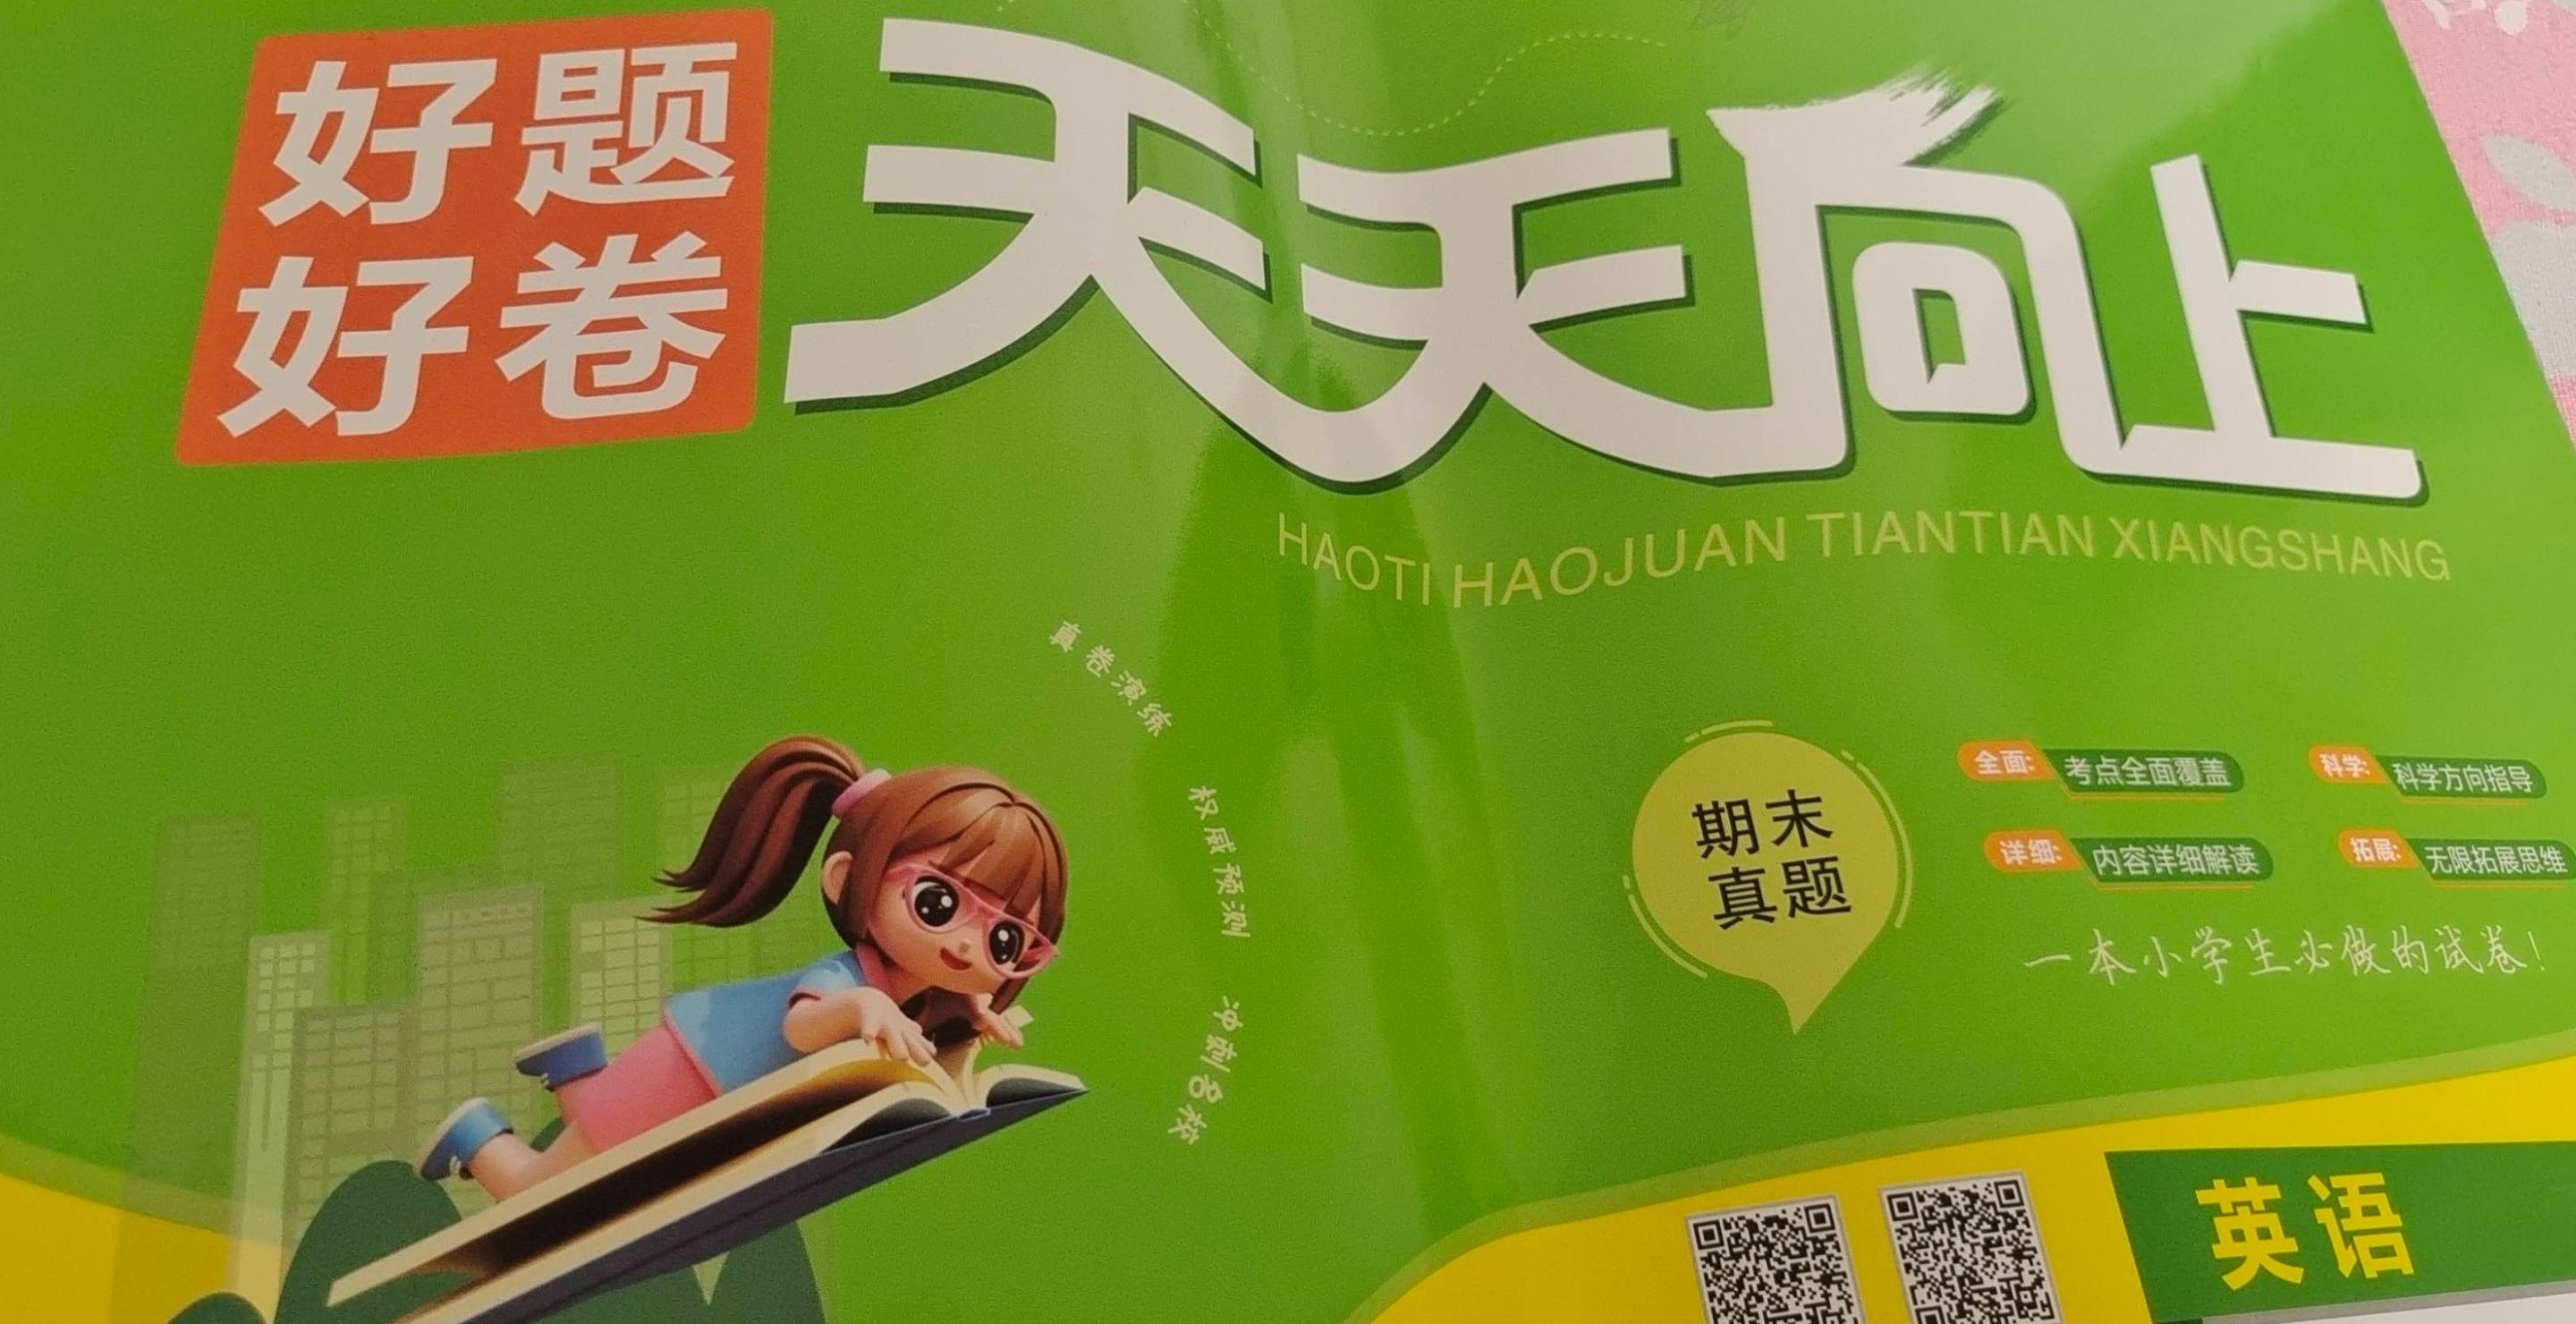 好题
好卷
天天向上
HAOTI HAOJUAN TIANTIAN XIANGSHANG
真卷演练
权威预测
冲刺名校
期末
真题
全面: 考点全面覆盖
科学: 科学方向指导
详细: 内容详细解读
拓展: 无限拓展思维
一本小学生必做的试卷!
英语